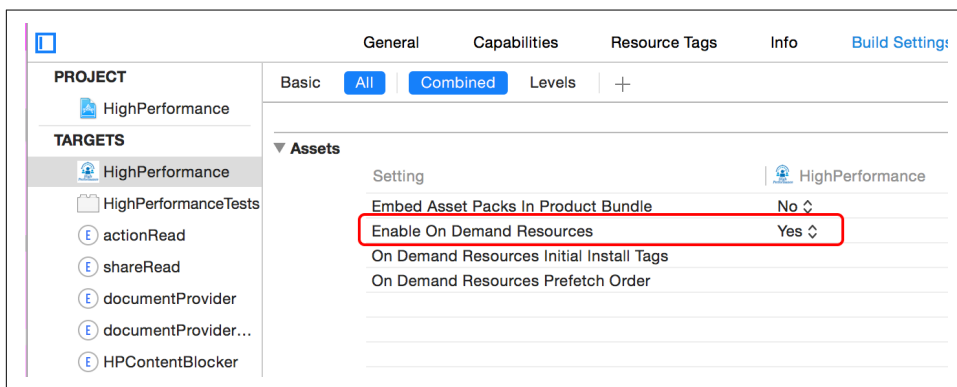 General Capabilities Resource Tags Info Build Settings
PROJECT
HighPerformance
TARGETS
HighPerformance
HighPerformanceTests
actionRead
shareRead
documentProvider
documentProvider...
HPContentBlocker
Basic All Combined Levels +
Assets
Setting HighPerformance
Embed Asset Packs In Product Bundle No
Enable On Demand Resources Yes
On Demand Resources Initial Install Tags
On Demand Resources Prefetch Order